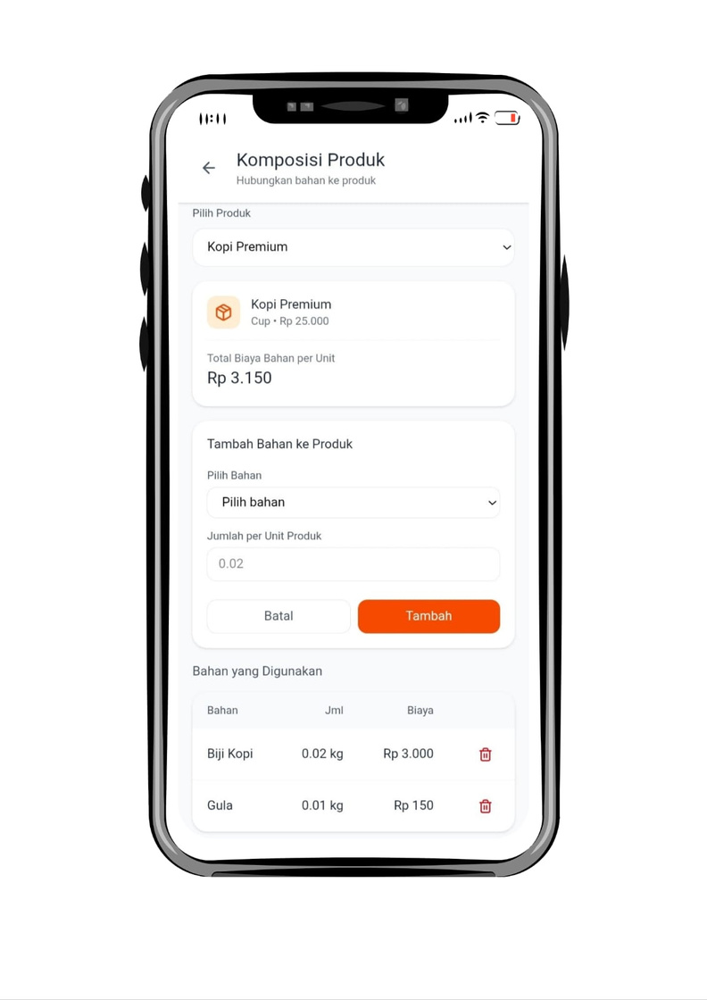 11:11
Komposisi Produk
Hubungkan bahan ke produk
Pilih Produk
Kopi Premium
Kopi Premium
Cup • Rp 25.000
Total Biaya Bahan per Unit
Rp 3.150
Tambah Bahan ke Produk
Pilih Bahan
Pilih bahan
Jumlah per Unit Produk
0.02
Batal Tambah
Bahan yang Digunakan
Bahan Jml Biaya
Biji Kopi 0.02 kg Rp 3.000
Gula 0.01 kg Rp 150